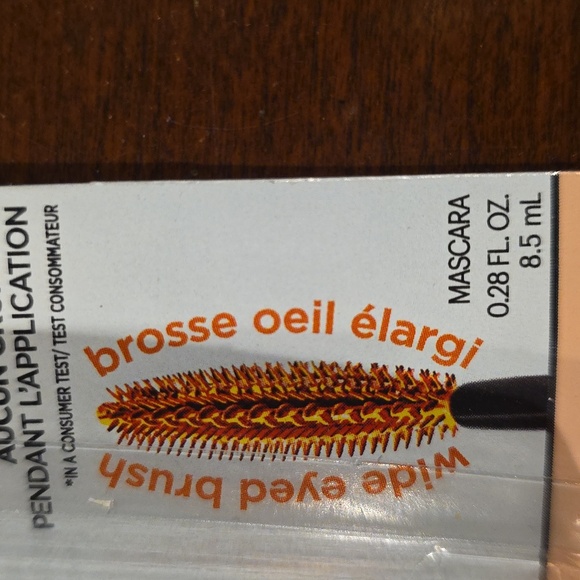 PENDANT L'APPLICATION
*IN A CONSUMER TEST/ TEST CONSOMMATEUR
brosse oeil élargi
wide eyed brush
MASCARA
0.28 FL. OZ.
8.5 mL